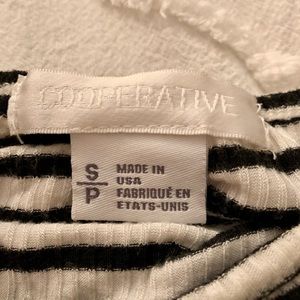 COOPERATIVE
S/P
MADE IN
USA
FABRIQUÉ EN
ETATS-UNIS